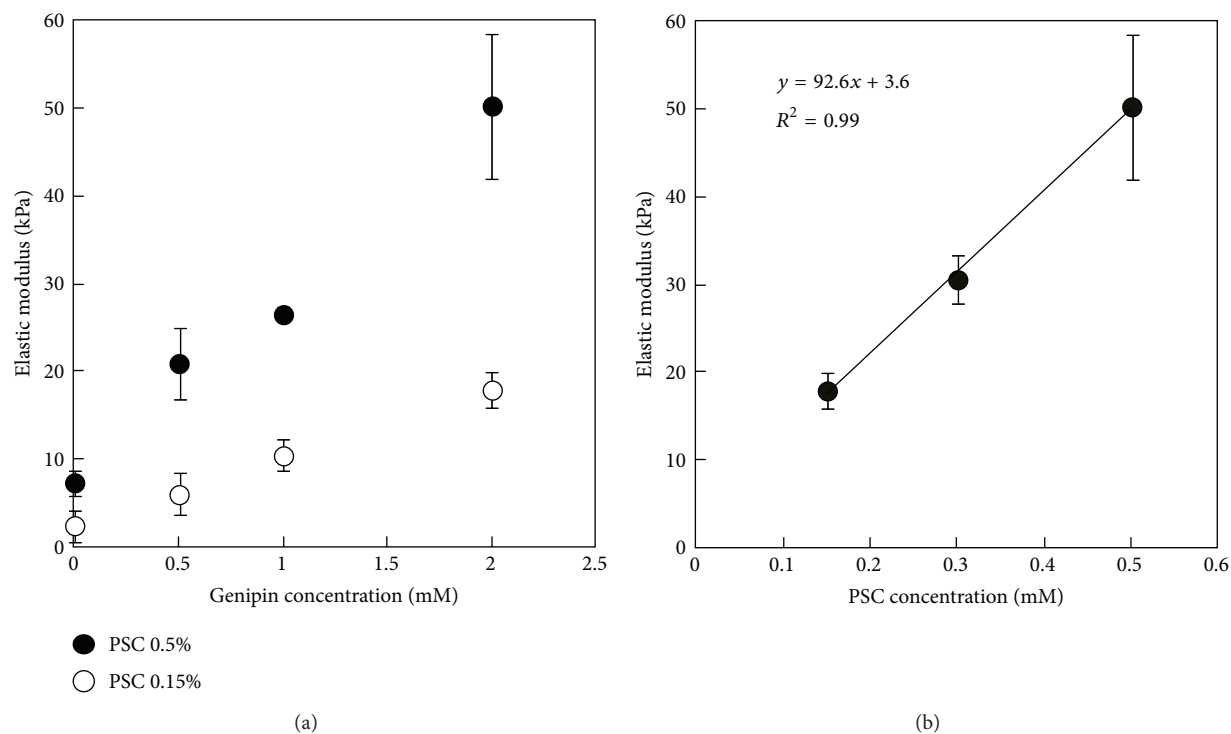 60
50
40
30
20
10
0
Elastic modulus (kPa)
0 0.5 1 1.5 2 2.5
Genipin concentration (mM)
PSC 0.5%
PSC 0.15%
(a)
60
50
40
30
20
10
0
Elastic modulus (kPa)
y = 92.6x + 3.6
R² = 0.99
0 0.1 0.2 0.3 0.4 0.5 0.6
PSC concentration (mM)
(b)